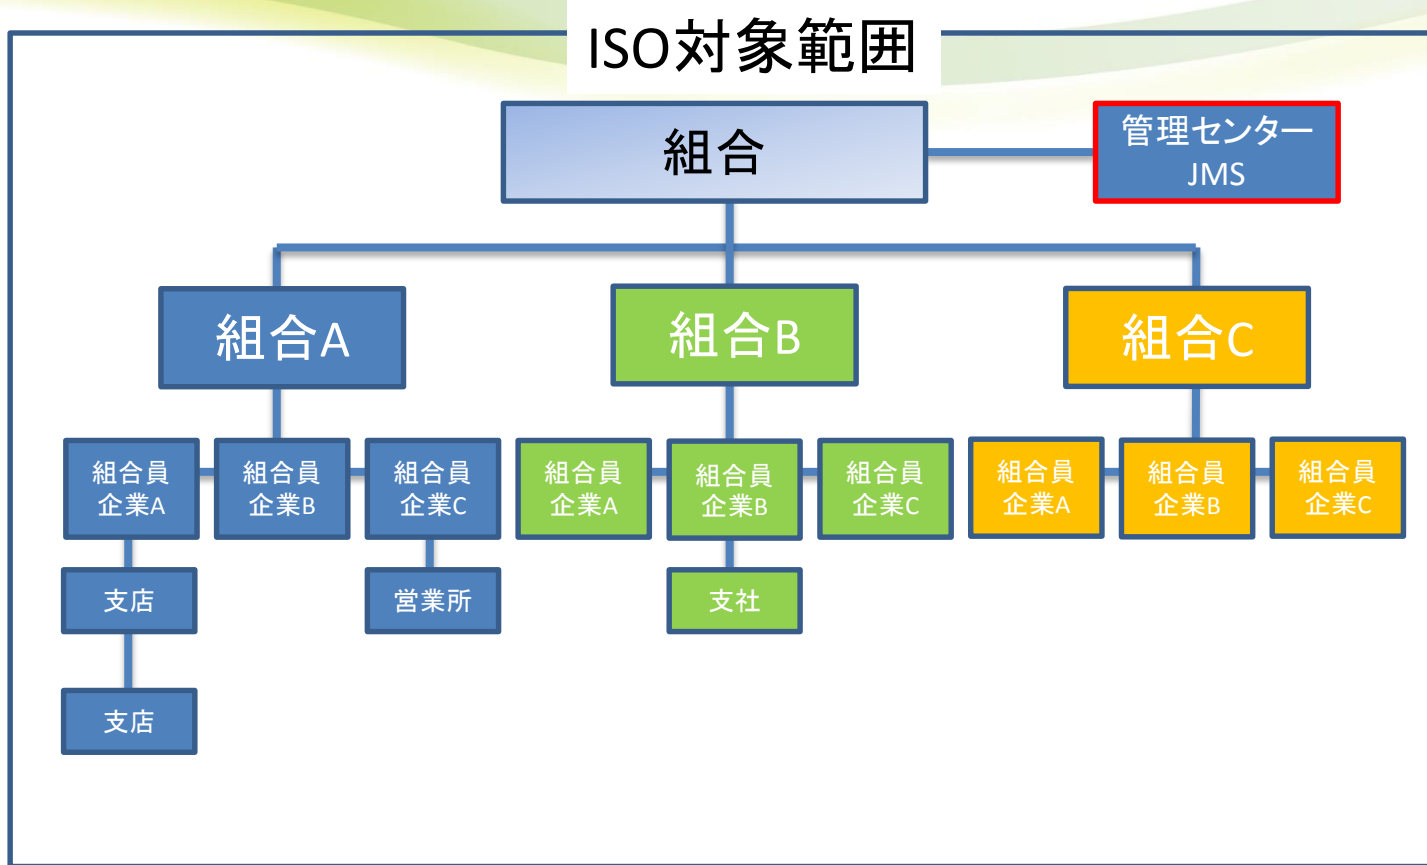 ISO対象範囲
組合
管理センター
JMS
組合A
組合B
組合C
組合員
企業A
組合員
企業B
組合員
企業C
組合員
企業A
組合員
企業B
組合員
企業C
組合員
企業A
組合員
企業B
組合員
企業C
支店
営業所
支社
支店